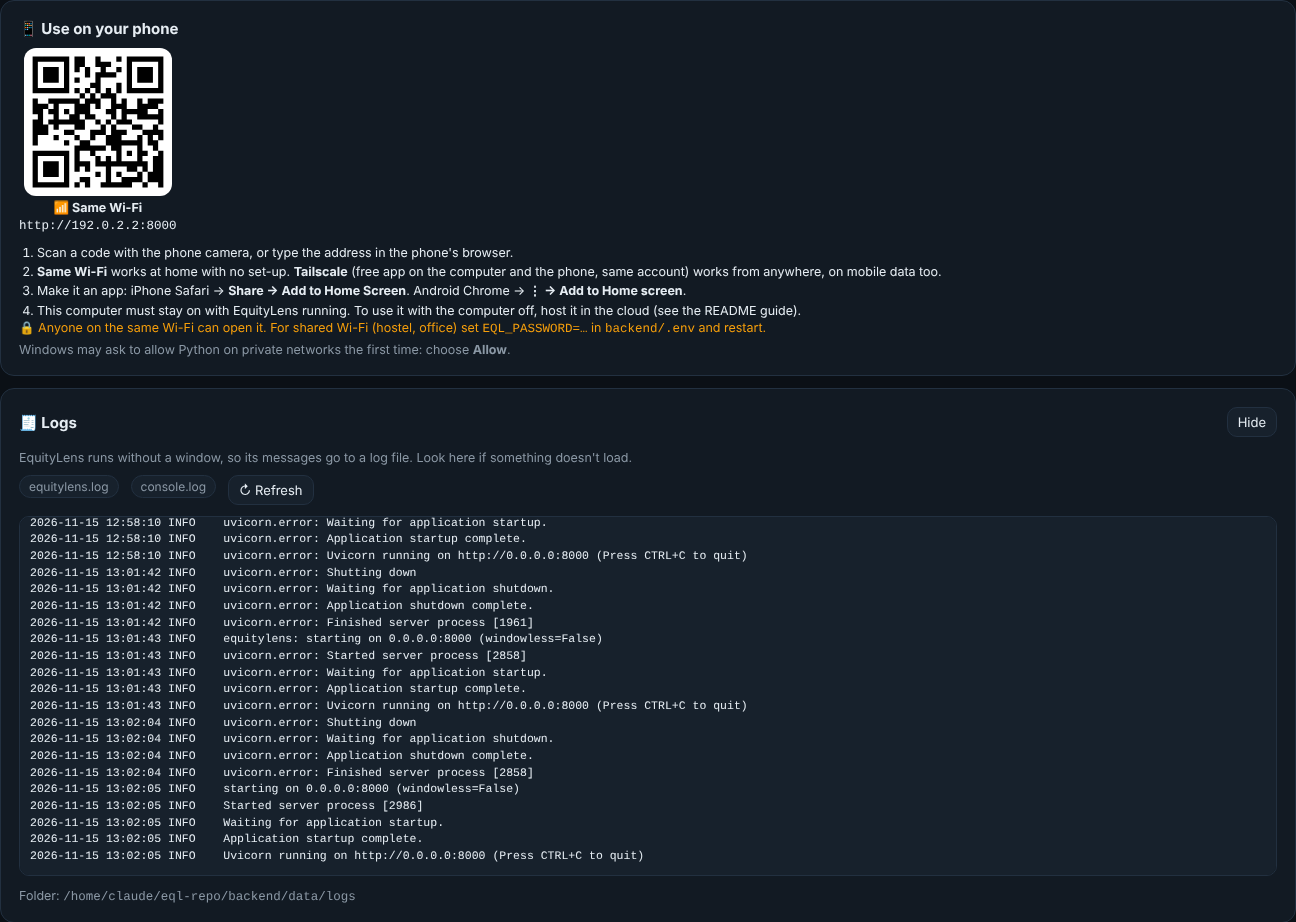 📱 Use on your phone
📶 Same Wi-Fi
http://192.0.2.2:8000
1. Scan a code with the phone camera, or type the address in the phone's browser.
2. Same Wi-Fi works at home with no set-up. Tailscale (free app on the computer and the phone, same account) works from anywhere, on mobile data too.
3. Make it an app: iPhone Safari → Share → Add to Home Screen. Android Chrome → ⋮ → Add to Home screen.
4. This computer must stay on with EquityLens running. To use it with the computer off, host it in the cloud (see the README guide).
🔒 Anyone on the same Wi-Fi can open it. For shared Wi-Fi (hostel, office) set EQL_PASSWORD=… in backend/.env and restart.
Windows may ask to allow Python on private networks the first time: choose Allow.
🧾 Logs
Hide
EquityLens runs without a window, so its messages go to a log file. Look here if something doesn't load.
equitylens.log console.log ↻ Refresh
2026-11-15 12:58:10 INFO    uvicorn.error: Waiting for application startup.
2026-11-15 12:58:10 INFO    uvicorn.error: Application startup complete.
2026-11-15 12:58:10 INFO    uvicorn.error: Uvicorn running on http://0.0.0.0:8000 (Press CTRL+C to quit)
2026-11-15 13:01:42 INFO    uvicorn.error: Shutting down
2026-11-15 13:01:42 INFO    uvicorn.error: Waiting for application shutdown.
2026-11-15 13:01:42 INFO    uvicorn.error: Application shutdown complete.
2026-11-15 13:01:42 INFO    uvicorn.error: Finished server process [1961]
2026-11-15 13:01:43 INFO    equitylens: starting on 0.0.0.0:8000 (windowless=False)
2026-11-15 13:01:43 INFO    uvicorn.error: Started server process [2858]
2026-11-15 13:01:43 INFO    uvicorn.error: Waiting for application startup.
2026-11-15 13:01:43 INFO    uvicorn.error: Application startup complete.
2026-11-15 13:01:43 INFO    uvicorn.error: Uvicorn running on http://0.0.0.0:8000 (Press CTRL+C to quit)
2026-11-15 13:02:04 INFO    uvicorn.error: Shutting down
2026-11-15 13:02:04 INFO    uvicorn.error: Waiting for application shutdown.
2026-11-15 13:02:04 INFO    uvicorn.error: Application shutdown complete.
2026-11-15 13:02:04 INFO    uvicorn.error: Finished server process [2858]
2026-11-15 13:02:05 INFO    starting on 0.0.0.0:8000 (windowless=False)
2026-11-15 13:02:05 INFO    Started server process [2986]
2026-11-15 13:02:05 INFO    Waiting for application startup.
2026-11-15 13:02:05 INFO    Application startup complete.
2026-11-15 13:02:05 INFO    Uvicorn running on http://0.0.0.0:8000 (Press CTRL+C to quit)
Folder: /home/claude/eql-repo/backend/data/logs